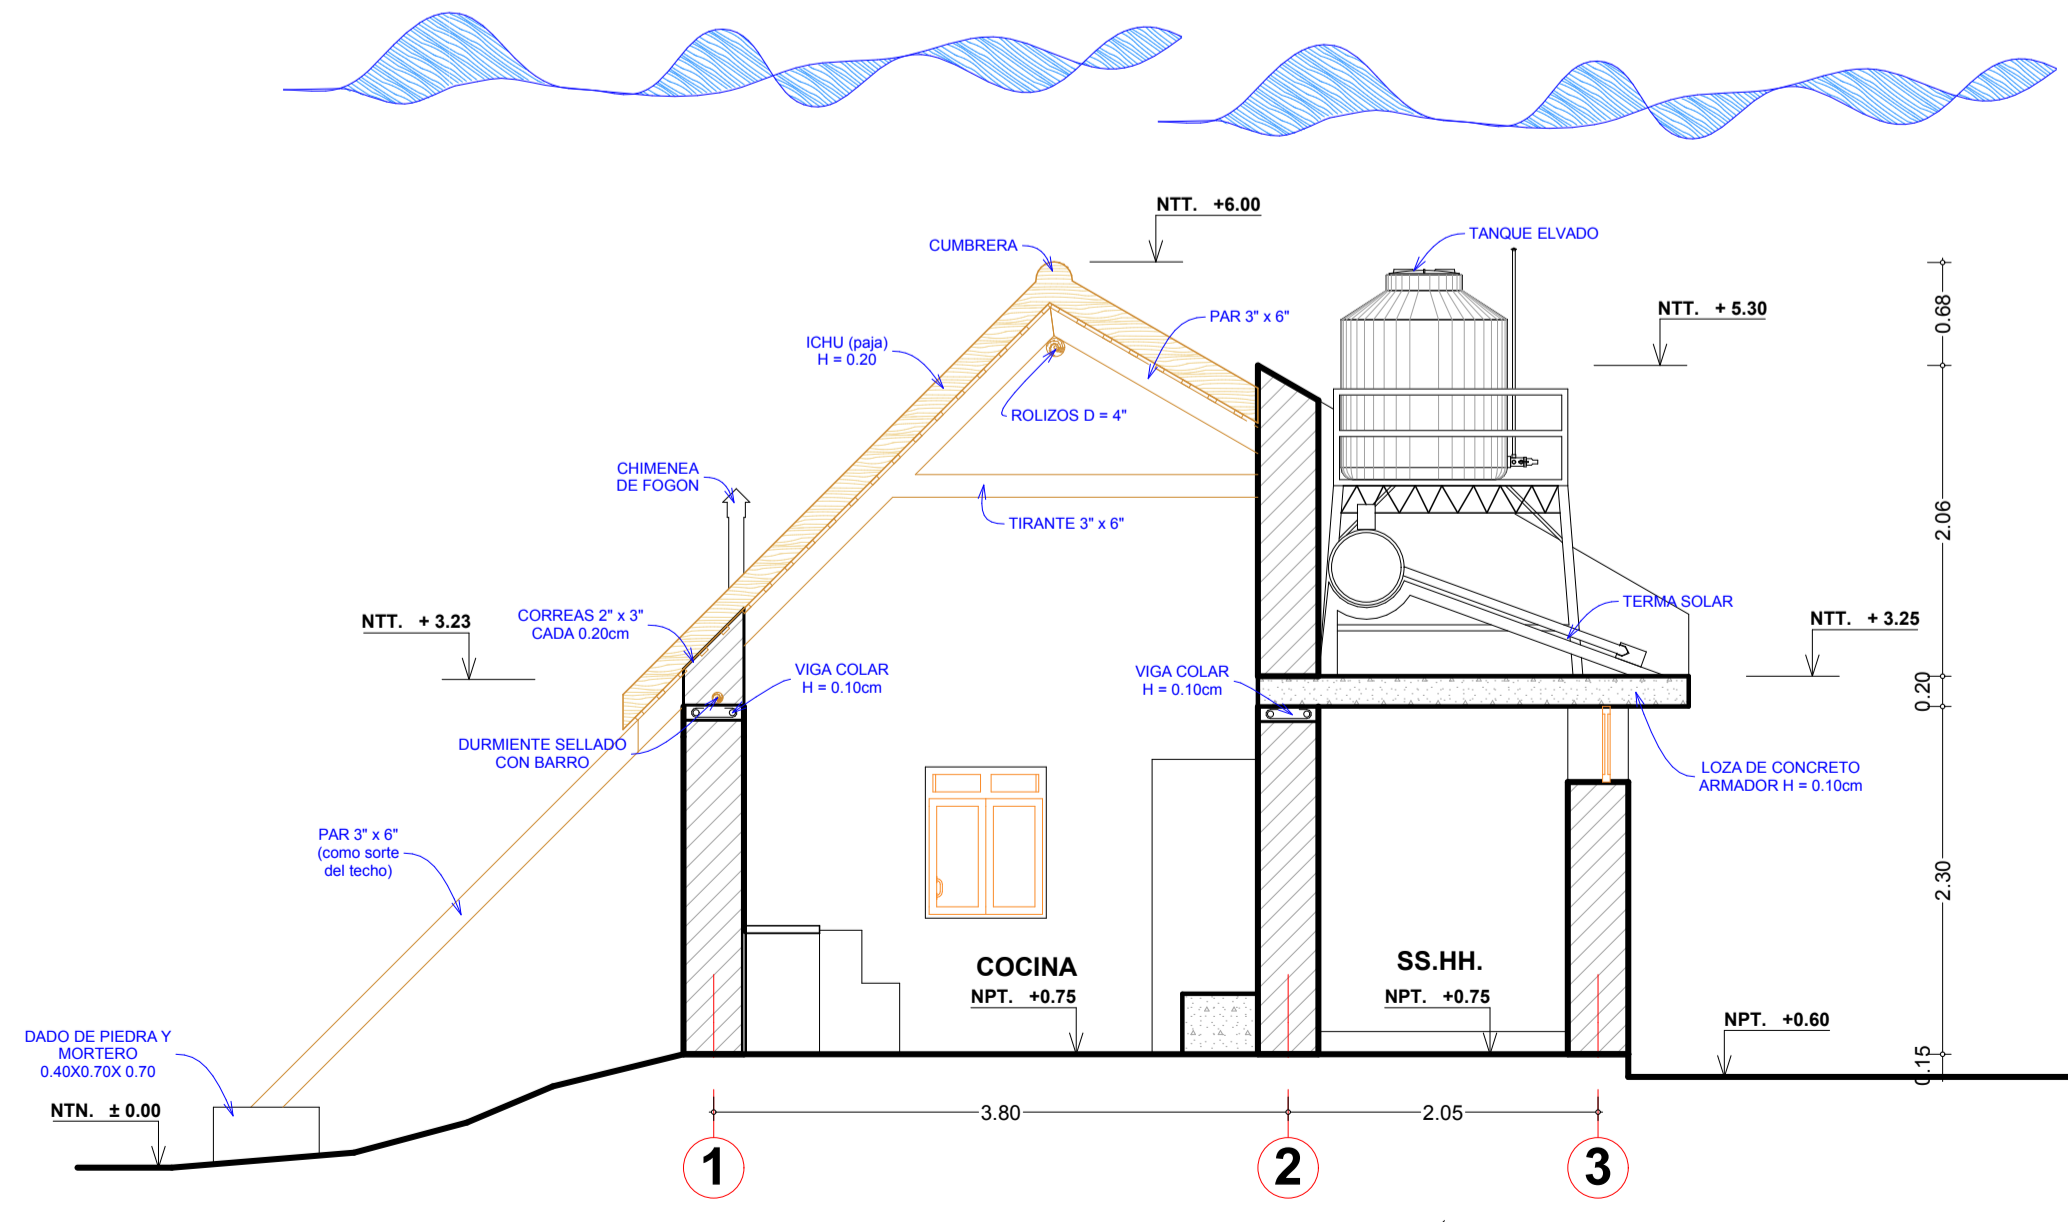 NTT. +6.00
CUMBRERA
TANQUE ELVADO
NTT. + 5.30
0.68
PAR 3" x 6"
ICHU (paja)
H = 0.20
ROLIZOS D = 4"
CHIMENEA
DE FOGON
TIRANTE 3" x 6"
2.06
NTT. + 3.23
CORREAS 2" x 3"
CADA 0.20cm
TERMA SOLAR
NTT. + 3.25
VIGA COLAR
H = 0.10cm
VIGA COLAR
H = 0.10cm
0.20
DURMIENTE SELLADO
CON BARRO
LOZA DE CONCRETO
ARMADOR H = 0.10cm
PAR 3" x 6"
(como sorte
del techo)
2.30
COCINA
NPT. +0.75
SS.HH.
NPT. +0.75
NPT. +0.60
DADO DE PIEDRA Y
MORTERO
0.40X0.70X 0.70
0.15
NTN. ± 0.00
3.80
2.05
1
2
3